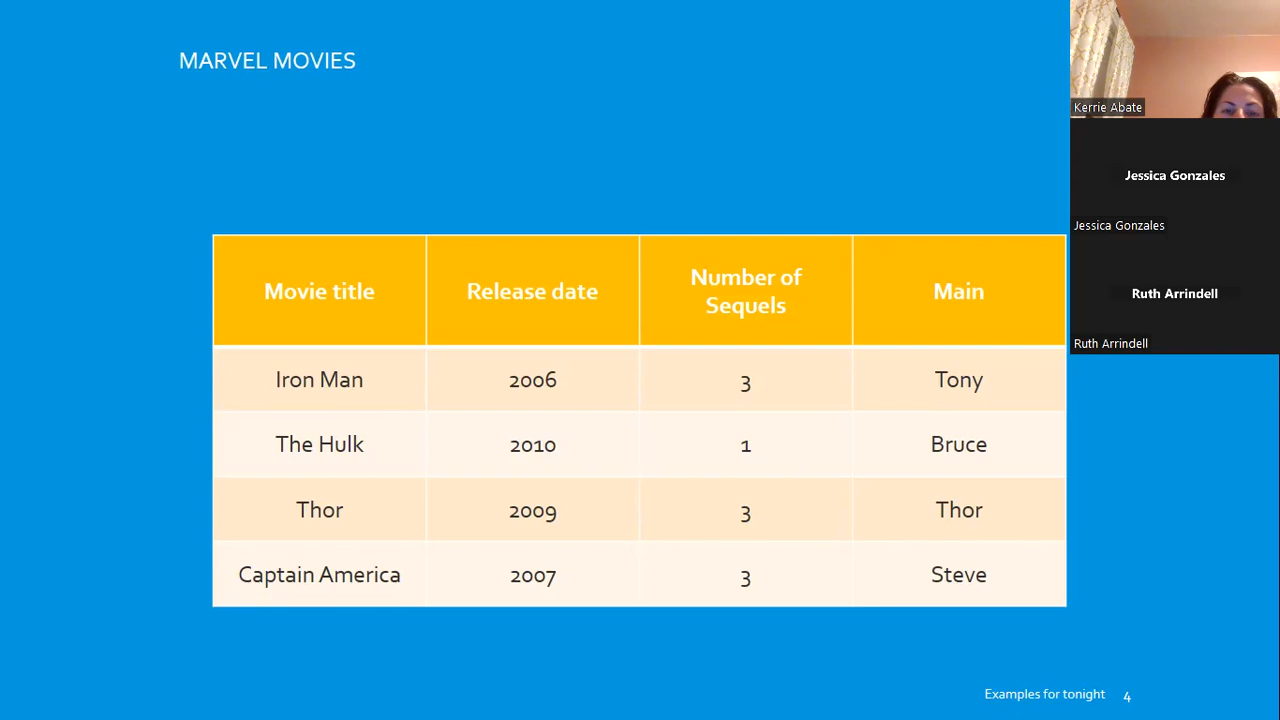 MARVEL MOVIES
Movie title Release date Number of Sequels Main
Iron Man 2006 3 Tony
The Hulk 2010 1 Bruce
Thor 2009 3 Thor
Captain America 2007 3 Steve
Examples for tonight 4
Kerrie Abate
Jessica Gonzales
Jessica Gonzales
Ruth Arrindell
Ruth Arrindell